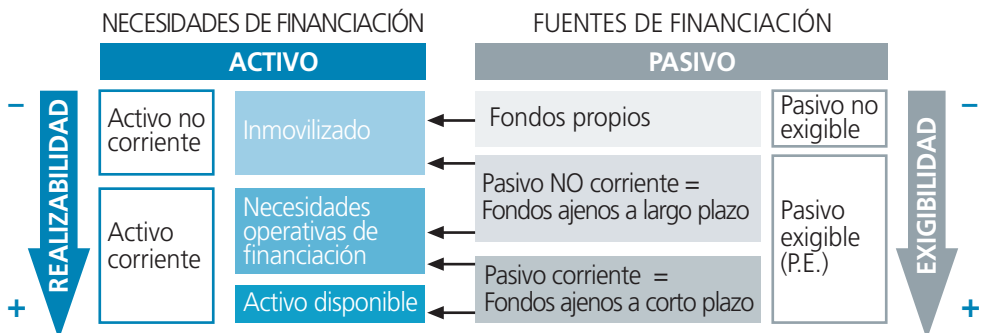 NECESIDADES DE FINANCIACIÓN
FUENTES DE FINANCIACIÓN
ACTIVO
PASIVO
–
REALIZABILIDAD
+
Activo no
corriente
Inmovilizado
Activo
corriente
Necesidades
operativas de
financiación
Activo disponible
Fondos propios
Pasivo NO corriente =
Fondos ajenos a largo plazo
Pasivo corriente =
Fondos ajenos a corto plazo
Pasivo no
exigible
Pasivo
exigible
(P.E.)
–
EXIGIBILIDAD
+